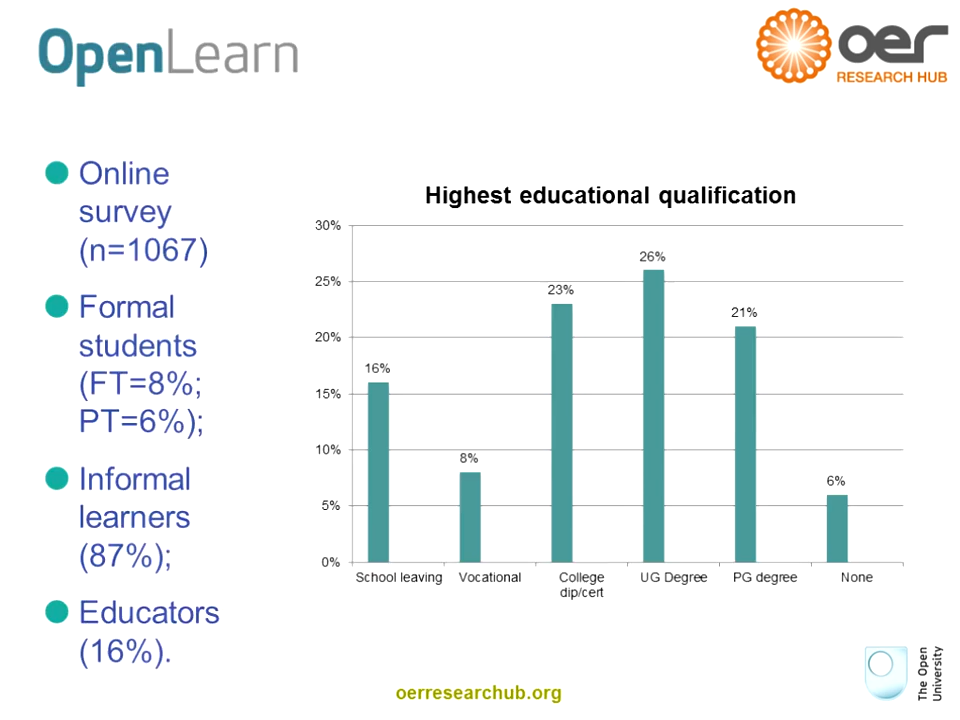 OpenLearn
oer
RESEARCH HUB
Online
survey
(n=1067)
Formal
students
(FT=8%;
PT=6%);
Informal
learners
(87%);
Educators
(16%).
Highest educational qualification
30%
25%
20%
15%
10%
5%
0%
16%
8%
23%
26%
21%
6%
School leaving
Vocational
College
dip/cert
UG Degree
PG degree
None
oerresearchub.org
The Open
University